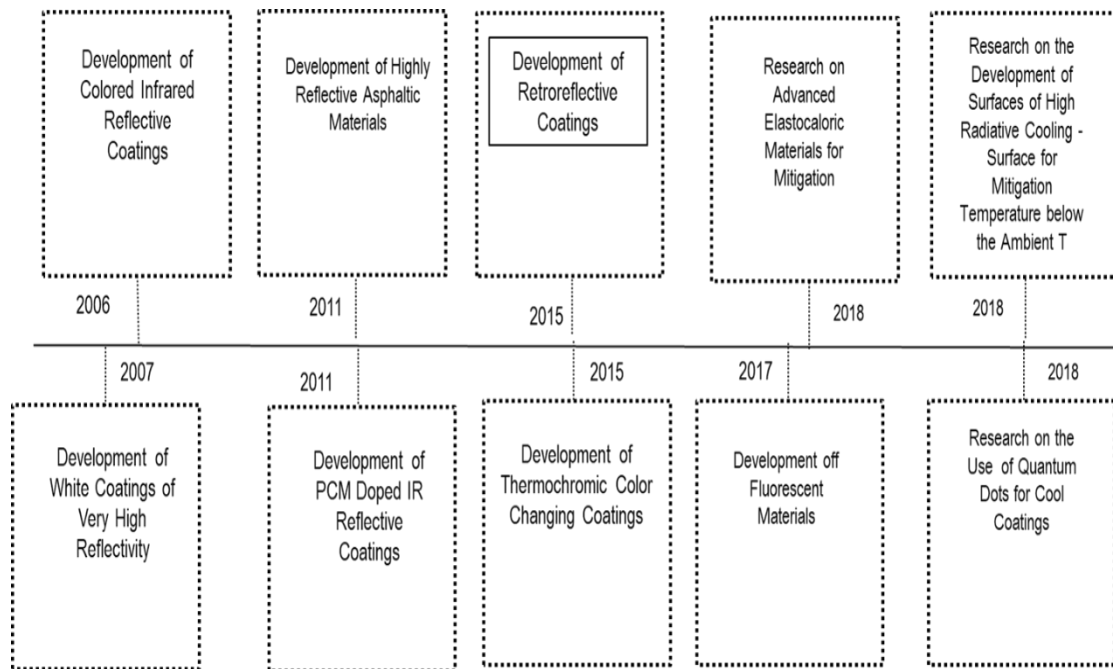 Development of
Colored Infrared
Reflective
Coatings
Development of Highly
Reflective Asphaltic
Materials
Development of
Retroreflective
Coatings
Research on
Advanced
Elastocaloric
Materials for
Mitigation
Research on the
Development of
Surfaces of High
Radiative Cooling -
Surface for
Mitigation
Temperature below
the Ambient T
2006
2011
2015
2018
2018
2007
2011
2015
2017
2018
Development of
White Coatings of
Very High
Reflectivity
Development of
PCM Doped IR
Reflective
Coatings
Development of
Thermochromic Color
Changing Coatings
Development off
Fluorescent
Materials
Research on the
Use of Quantum
Dots for Cool
Coatings